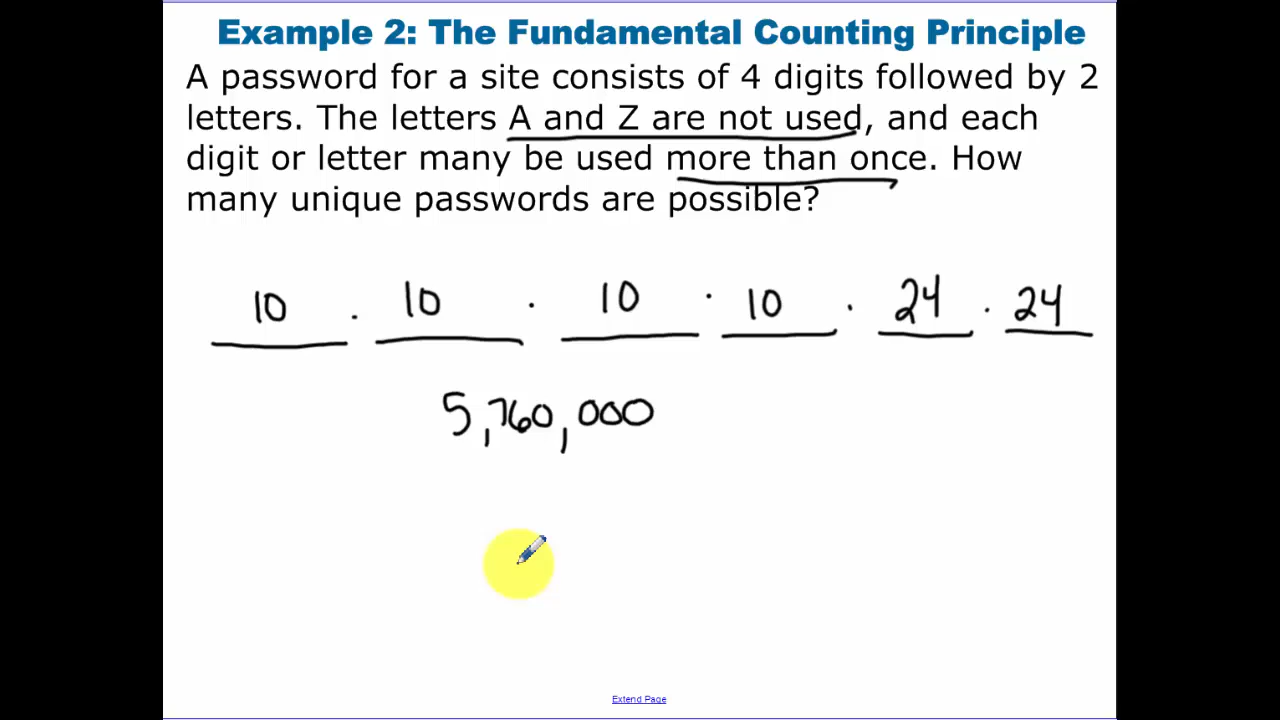 Example 2: The Fundamental Counting Principle
A password for a site consists of 4 digits followed by 2
letters. The letters A and Z are not used, and each
digit or letter many be used more than once. How
many unique passwords are possible?
10 . 10 · 10 · 10 · 24 · 24
5,760,000
Extend Page